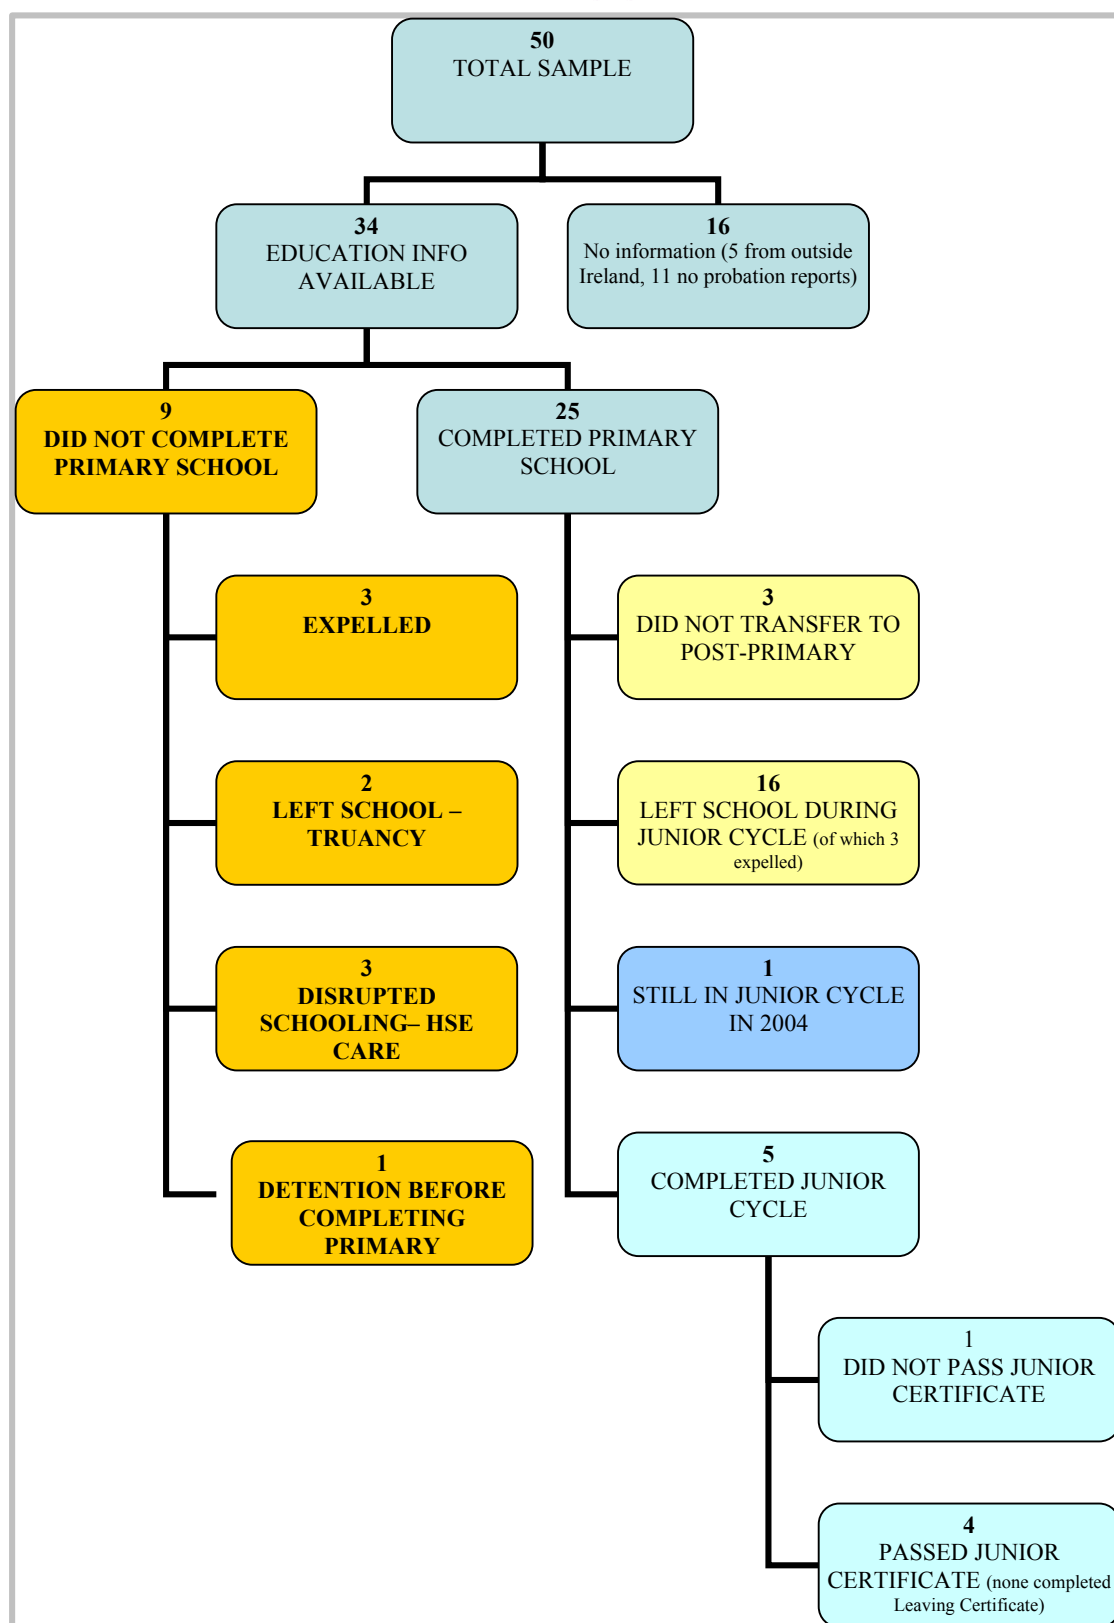 50
TOTAL SAMPLE
34
EDUCATION INFO
AVAILABLE
16
No information (5 from outside
Ireland, 11 no probation reports)
9
DID NOT COMPLETE
PRIMARY SCHOOL
25
COMPLETED PRIMARY
SCHOOL
3
EXPELLED
3
DID NOT TRANSFER TO
POST-PRIMARY
2
LEFT SCHOOL –
TRUANCY
16
LEFT SCHOOL DURING
JUNIOR CYCLE (of which 3
expelled)
3
DISRUPTED
SCHOOLING– HSE
CARE
1
STILL IN JUNIOR CYCLE
IN 2004
1
DETENTION BEFORE
COMPLETING
PRIMARY
5
COMPLETED JUNIOR
CYCLE
1
DID NOT PASS JUNIOR
CERTIFICATE
4
PASSED JUNIOR
CERTIFICATE (none completed
Leaving Certificate)